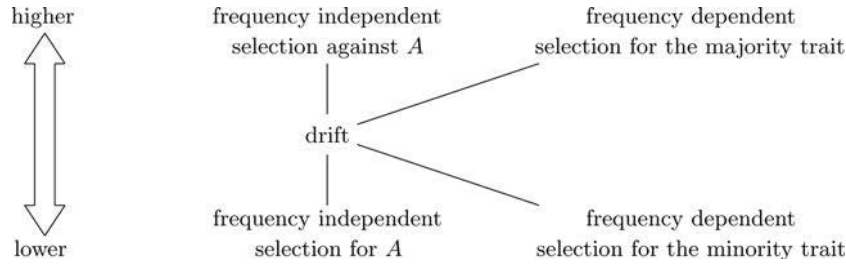 higher
frequency independent
selection against A
frequency dependent
selection for the majority trait
drift
lower
frequency independent
selection for A
frequency dependent
selection for the minority trait